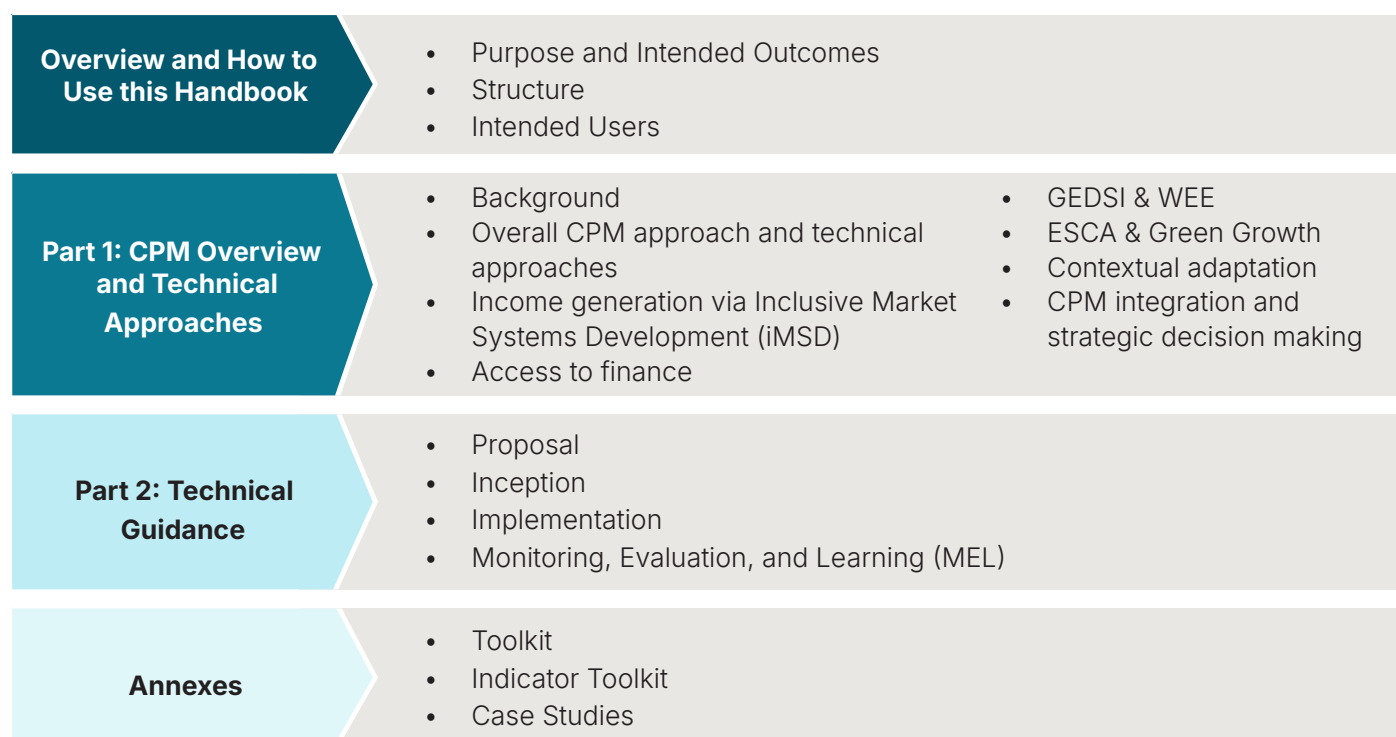 Overview and How to
Use this Handbook
• Purpose and Intended Outcomes
• Structure
• Intended Users
Part 1: CPM Overview
and Technical
Approaches
• Background
• Overall CPM approach and technical
approaches
• Income generation via Inclusive Market
Systems Development (iMSD)
• Access to finance
• GEDSI & WEE
• ESCA & Green Growth
• Contextual adaptation
• CPM integration and
strategic decision making
Part 2: Technical
Guidance
• Proposal
• Inception
• Implementation
• Monitoring, Evaluation, and Learning (MEL)
Annexes
• Toolkit
• Indicator Toolkit
• Case Studies